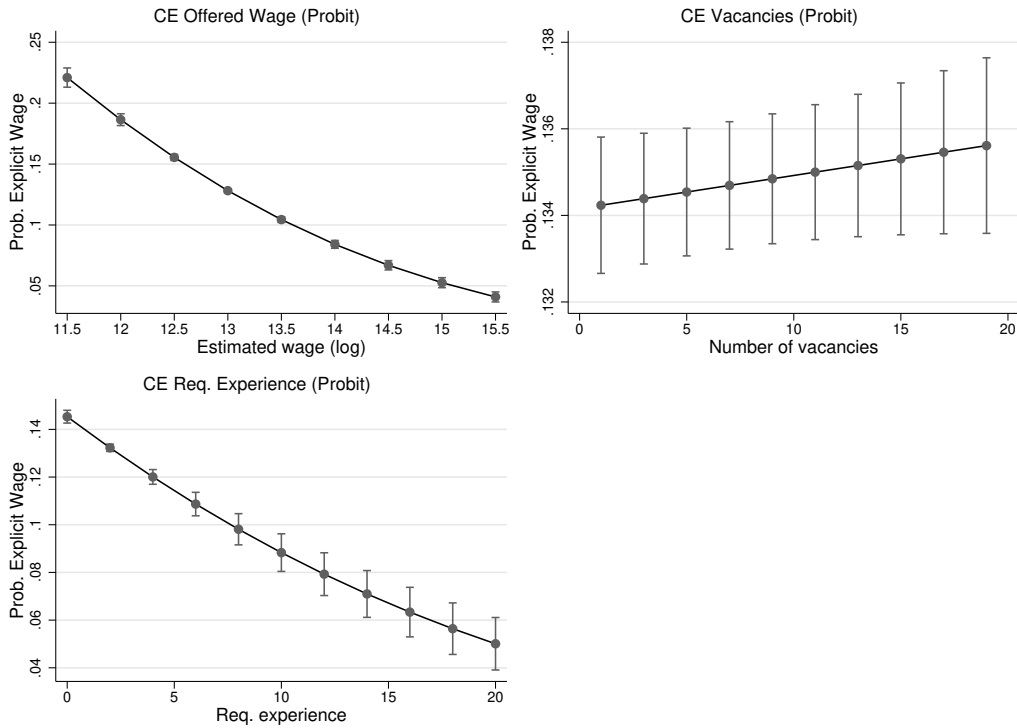 CE Offered Wage (Probit)
Prob. Explicit Wage
.25
.2
.15
.1
.05
11.5 12 12.5 13 13.5 14 14.5 15 15.5
Estimated wage (log)
CE Vacancies (Probit)
Prob. Explicit Wage
.138
.136
.134
.132
0 5 10 15 20
Number of vacancies
CE Req. Experience (Probit)
Prob. Explicit Wage
.14
.12
.1
.08
.06
.04
0 5 10 15 20
Req. experience